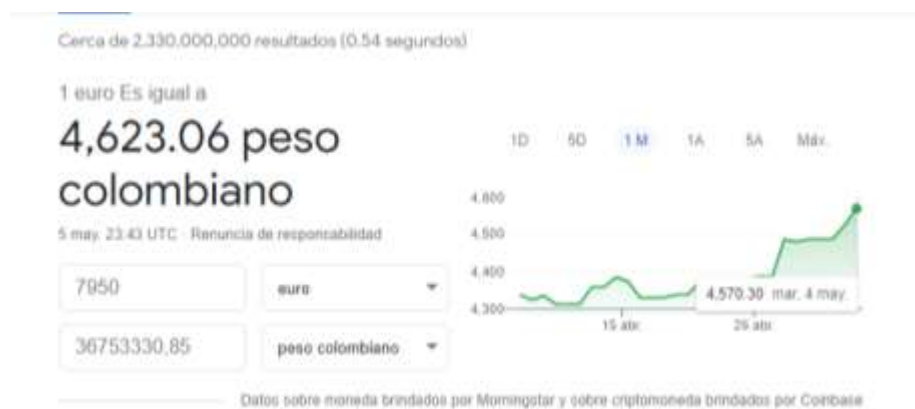 Cerca de 2,330,000,000 resultados (0.54 segundos)
1 euro Es igual a
4,623.06 peso
colombiano
5 may. 23:43 UTC · Renuncia de responsabilidad
7950 euro
36753330,85 peso colombiano
1D 5D 1 M 1A 5A Máx.
4,600
4,500
4,400
4,300
4,570.30 mar, 4 may.
15 abr. 26 abr.
Datos sobre moneda brindados por Morningstar y sobre criptomoneda brindados por Coinbase